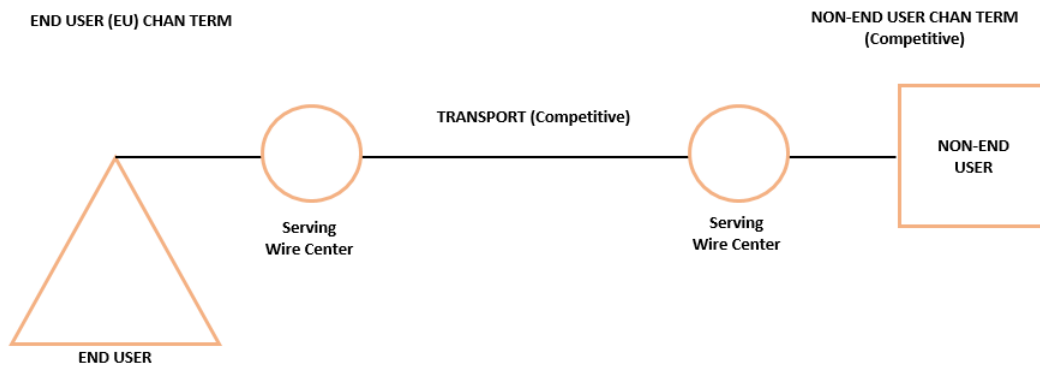 END USER (EU) CHAN TERM
NON-END USER CHAN TERM
(Competitive)
TRANSPORT (Competitive)
NON-END
USER
Serving
Wire Center
Serving
Wire Center
END USER